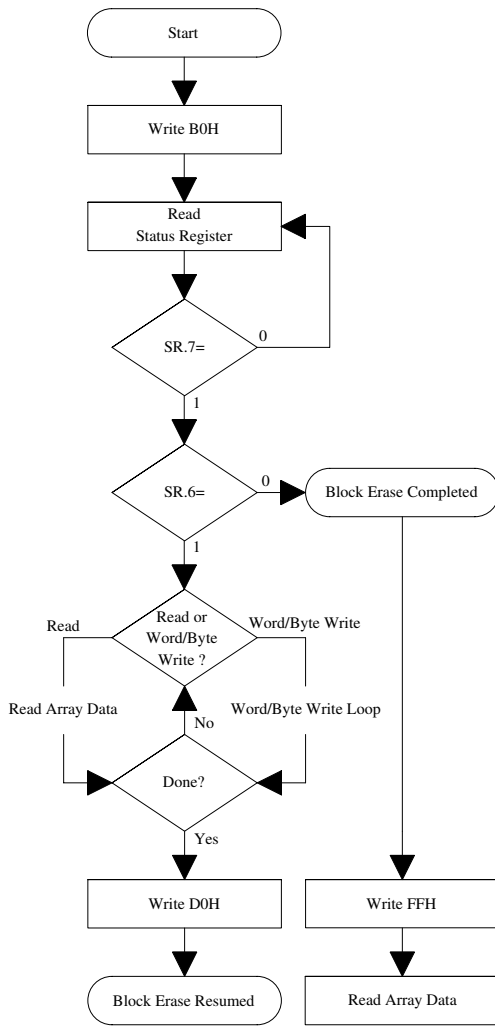 Start
Write B0H
Read
Status Register
SR.7=
0
1
SR.6=
0
Block Erase Completed
1
Read
Read or
Word/Byte
Write ?
Word/Byte Write
Read Array Data
No
Word/Byte Write Loop
Done?
Yes
Write D0H
Write FFH
Block Erase Resumed
Read Array Data